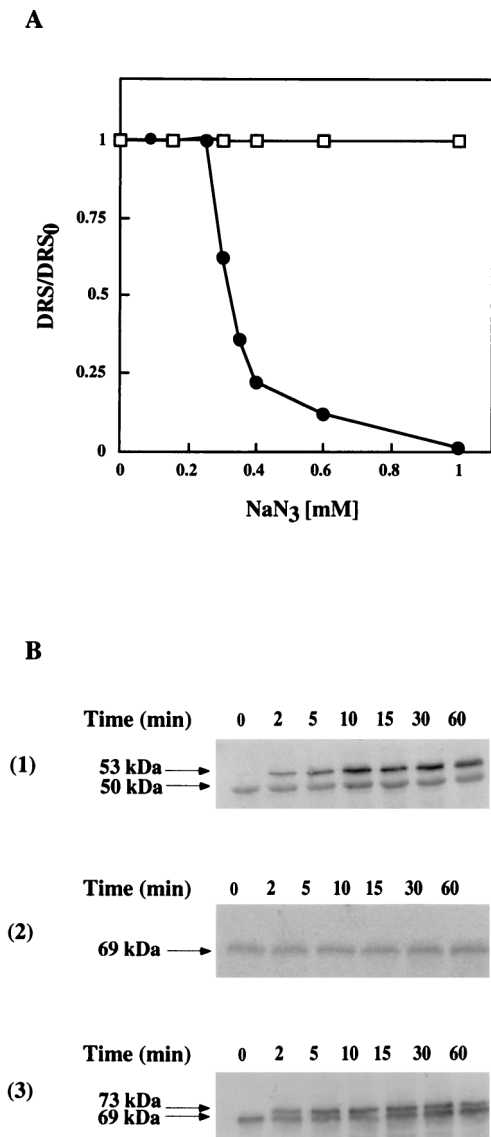 A
1
0.75
0.5
0.25
0
DRS/DRS0
0 0.2 0.4 0.6 0.8 1
NaN3 [mM]
B
Time (min) 0 2 5 10 15 30 60
(1)
53 kDa
50 kDa
Time (min) 0 2 5 10 15 30 60
(2)
69 kDa
Time (min) 0 2 5 10 15 30 60
(3)
73 kDa
69 kDa